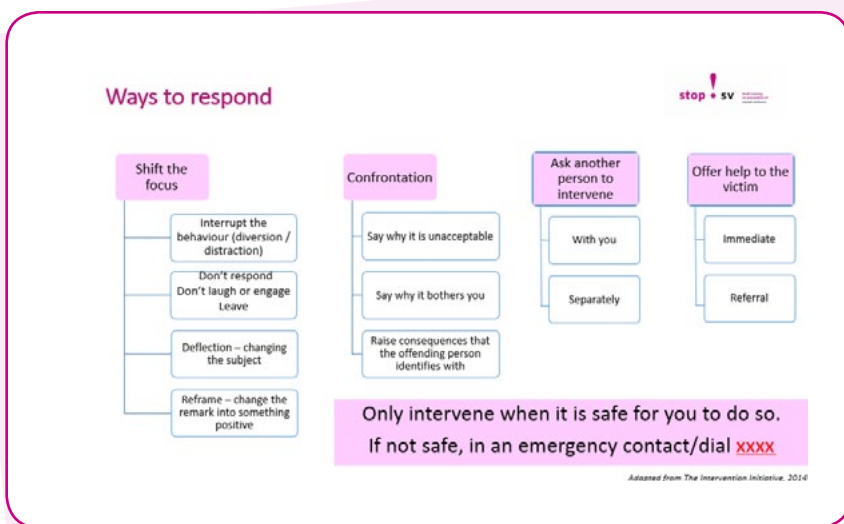 Ways to respond
stop! sv
Shift the
focus
Interrupt the
behaviour (diversion /
distraction)
Don't respond
Don't laugh or engage
Leave
Deflection – changing
the subject
Reframe – change the
remark into something
positive
Confrontation
Say why it is unacceptable
Say why it bothers you
Raise consequences that
the offending person
identifies with
Ask another
person to
intervene
With you
Separately
Offer help to the
victim
Immediate
Referral
Only intervene when it is safe for you to do so.
If not safe, in an emergency contact/dial xxxx
Adapted from The Intervention Initiative, 2014